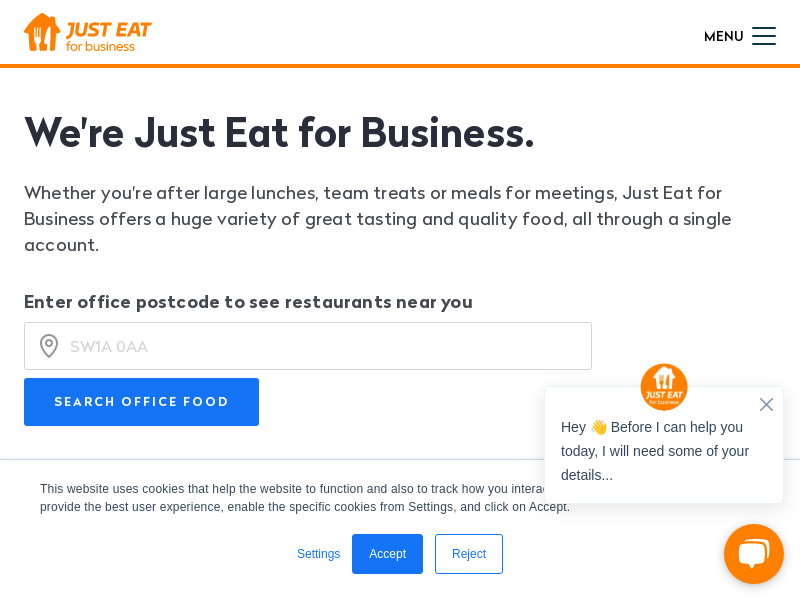 JUST EAT
for business
MENU
We're Just Eat for Business.
Whether you're after large lunches, team treats or meals for meetings, Just Eat for
Business offers a huge variety of great tasting and quality food, all through a single
account.
Enter office postcode to see restaurants near you
SW1A 0AA
SEARCH OFFICE FOOD
JUST EAT
for business
Hey 👋 Before I can help you
today, I will need some of your
details...
This website uses cookies that help the website to function and also to track how you
provide the best user experience, enable the specific cookies from Settings, and click on Accept.
Settings
Accept
Reject